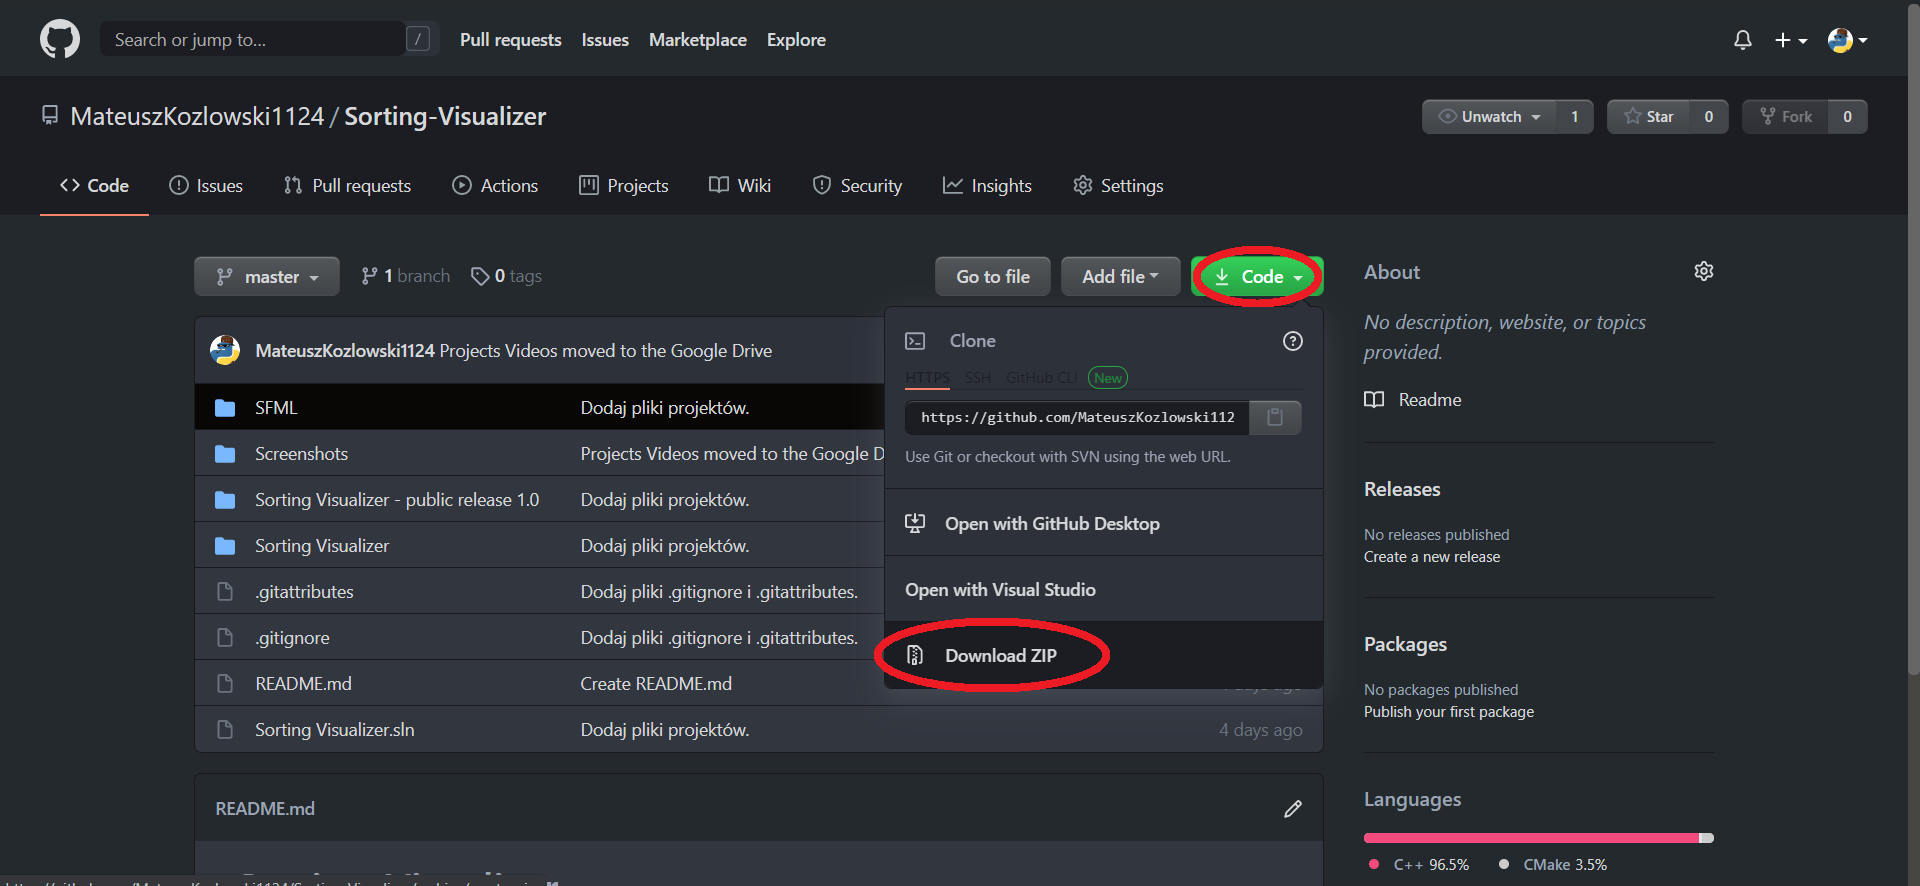 Search or jump to... / Pull requests Issues Marketplace Explore
MateuszKozlowski1124 / Sorting-Visualizer Unwatch 1 Star 0 Fork 0
Code Issues Pull requests Actions Projects Wiki Security Insights Settings
master 1 branch 0 tags Go to file Add file Code
About
No description, website, or topics provided.
Readme
MateuszKozlowski1124 Projects Videos moved to the Google Drive
SFML Dodaj pliki projektów.
Screenshots Projects Videos moved to the Google D
Sorting Visualizer - public release 1.0 Dodaj pliki projektów.
Sorting Visualizer Dodaj pliki projektów.
.gitattributes Dodaj pliki .gitignore i .gitattributes.
.gitignore Dodaj pliki .gitignore i .gitattributes.
README.md Create README.md
Sorting Visualizer.sln Dodaj pliki projektów. 4 days ago
Clone
HTTPS SSH GitHub CLI New
https://github.com/MateuszKozlowski112
Use Git or checkout with SVN using the web URL.
Open with GitHub Desktop
Open with Visual Studio
Download ZIP
Releases
No releases published
Create a new release
Packages
No packages published
Publish your first package
Languages
C++ 96.5% CMake 3.5%
README.md